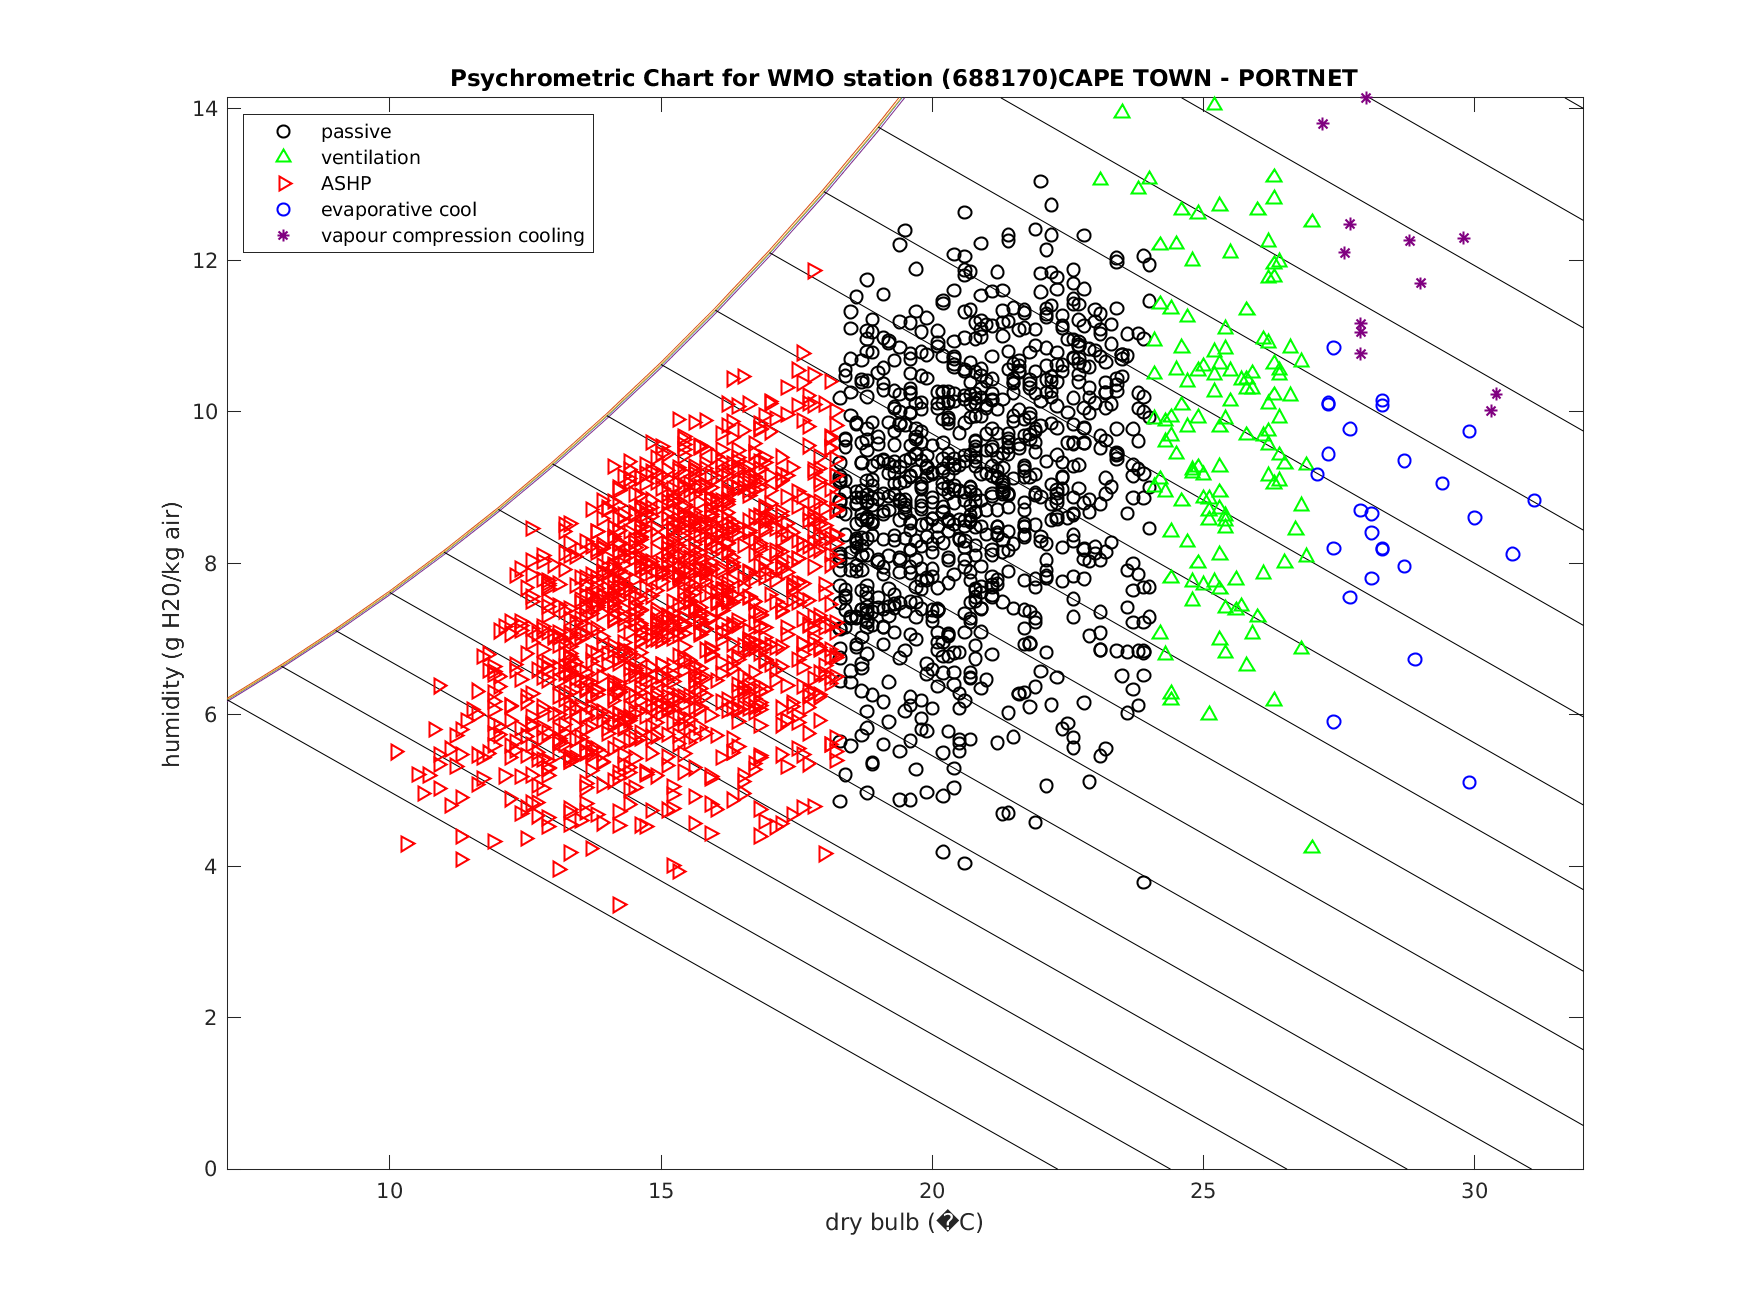 Psychrometric Chart for WMO station (688170)CAPE TOWN - PORTNET
passive
ventilation
ASHP
evaporative cool
vapour compression cooling
humidity (g H20/kg air)
14
12
10
8
6
4
2
0
10 15 20 25 30
dry bulb (�C)